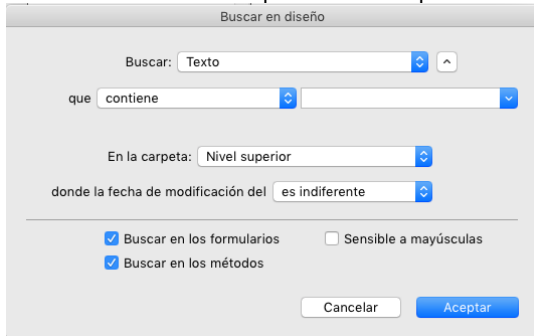 Buscar en diseño
Buscar: Texto
que contiene
En la carpeta: Nivel superior
donde la fecha de modificación del es indiferente
Buscar en los formularios Sensible a mayúsculas
Buscar en los métodos
Cancelar Aceptar